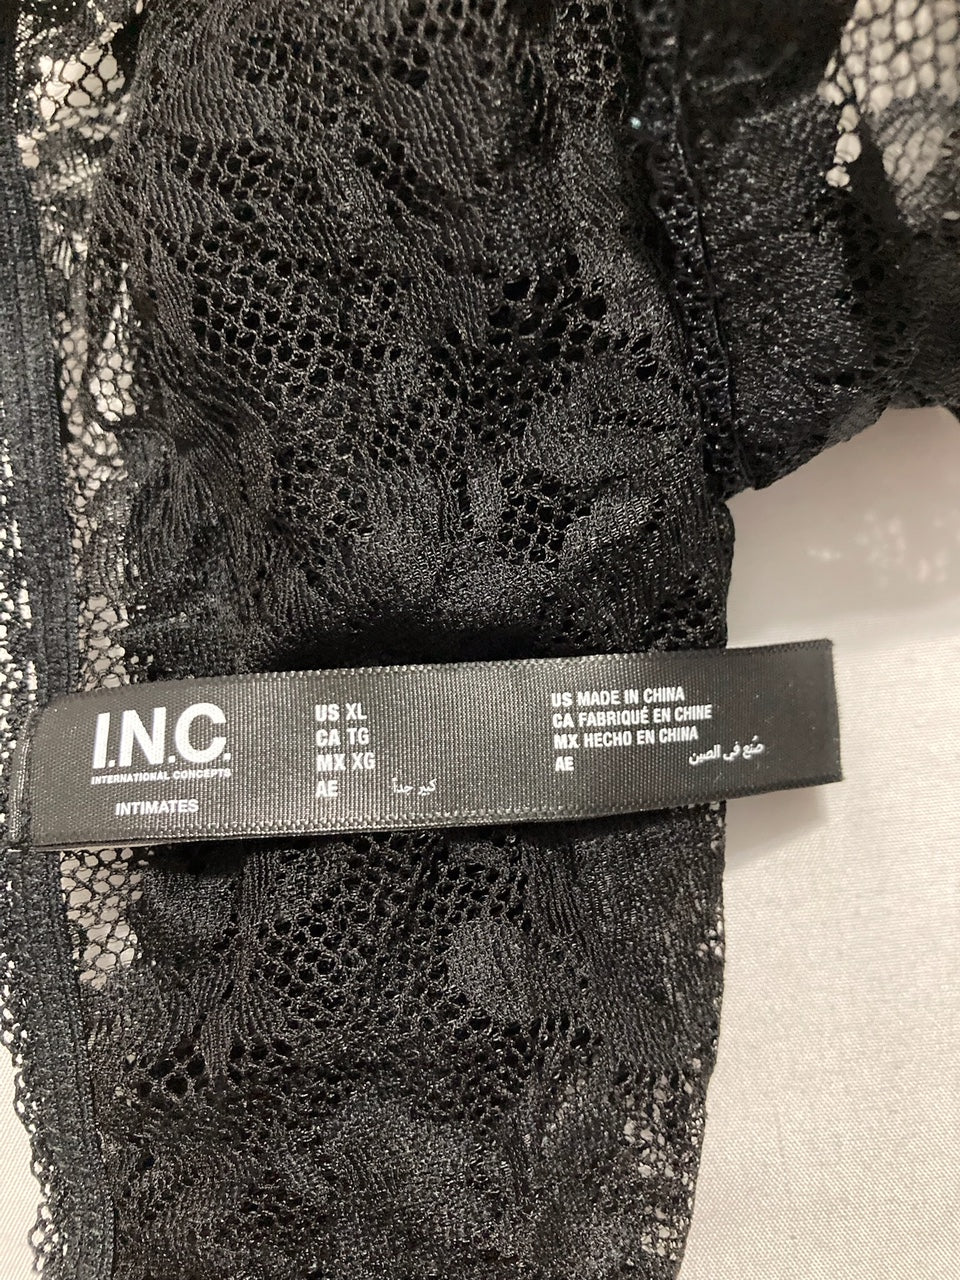 I.N.C.
INTERNATIONAL CONCEPTS
INTIMATES
US XL
CA TG
MX XG
AE كبير جداً
US MADE IN CHINA
CA FABRIQUÉ EN CHINE
MX HECHO EN CHINA
AE صُنع في الصين